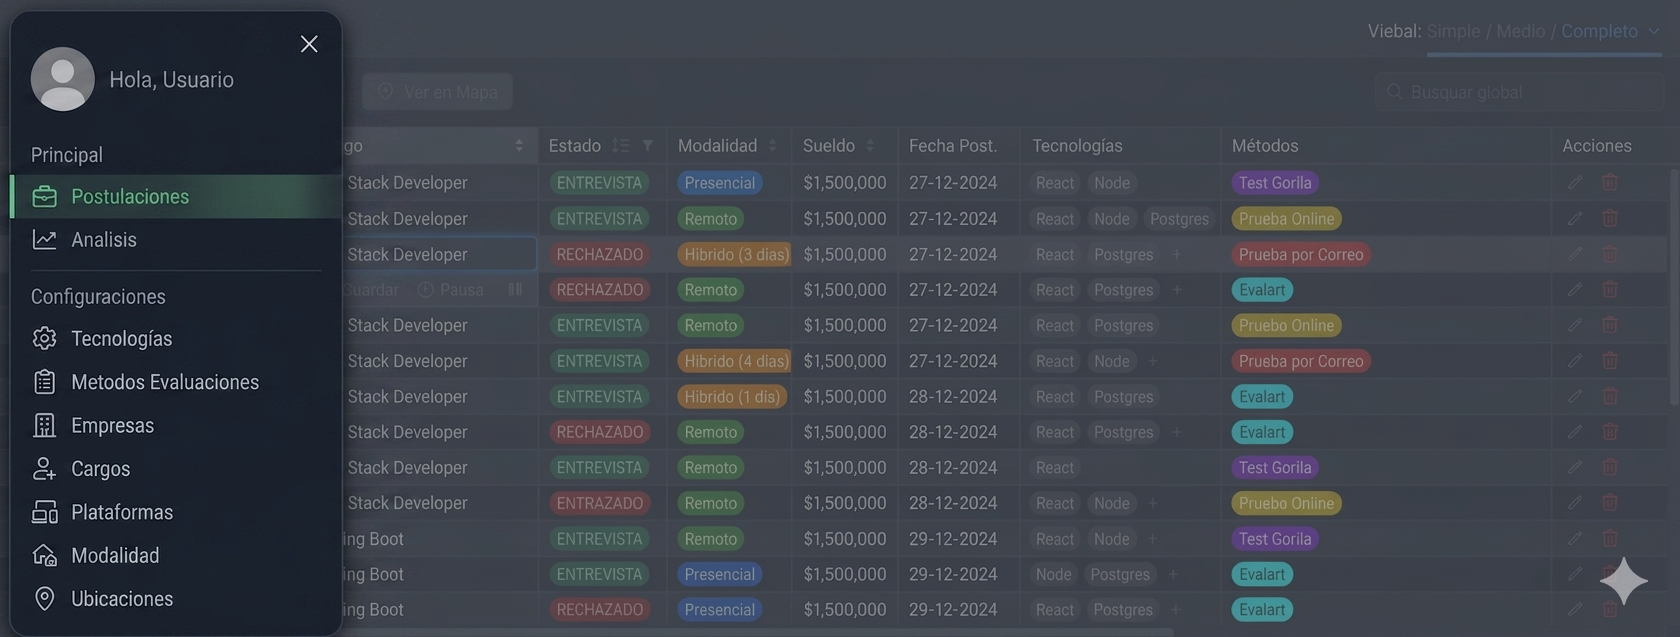 Hola, Usuario
Principal
Postulaciones
Analisis
Configuraciones
Tecnologías
Metodos Evaluaciones
Empresas
Cargos
Plataformas
Modalidad
Ubicaciones
Viebal: Simple / Medio / Completo
Ver en Mapa
Busquar global
go Estado Modalidad Sueldo Fecha Post. Tecnologías Métodos Acciones
Stack Developer ENTREVISTA Presencial $1,500,000 27-12-2024 React Node Test Gorila
Stack Developer ENTREVISTA Remoto $1,500,000 27-12-2024 React Node Postgres Prueba Online
Stack Developer RECHAZADO Hibrido (3 dias) $1,500,000 27-12-2024 React Postgres + Prueba por Correo
Guardar Pausa RECHAZADO Remoto $1,500,000 27-12-2024 React Postgres + Evalart
Stack Developer ENTREVISTA Remoto $1,500,000 27-12-2024 React Postgres Pruebo Online
Stack Developer ENTREVISTA Hibrido (4 dias) $1,500,000 27-12-2024 React Node + Prueba por Correo
Stack Developer ENTREVISTA Hibrido (1 dis) $1,500,000 28-12-2024 React Postgres Evalart
Stack Developer RECHAZADO Remoto $1,500,000 28-12-2024 React Postgres + Evalart
Stack Developer ENTREVISTA Remoto $1,500,000 28-12-2024 React Test Gorila
Stack Developer ENTRAZADO Remoto $1,500,000 28-12-2024 React Node + Pruebo Oniine
ing Boot ENTREVISTA Remoto $1,500,000 29-12-2024 React Node + Test Gorila
ing Boot ENTREVISTA Presencial $1,500,000 29-12-2024 Node Postgres + Evalart
ing Boot RECHAZADO Presencial $1,500,000 29-12-2024 React Postgres + Evalart